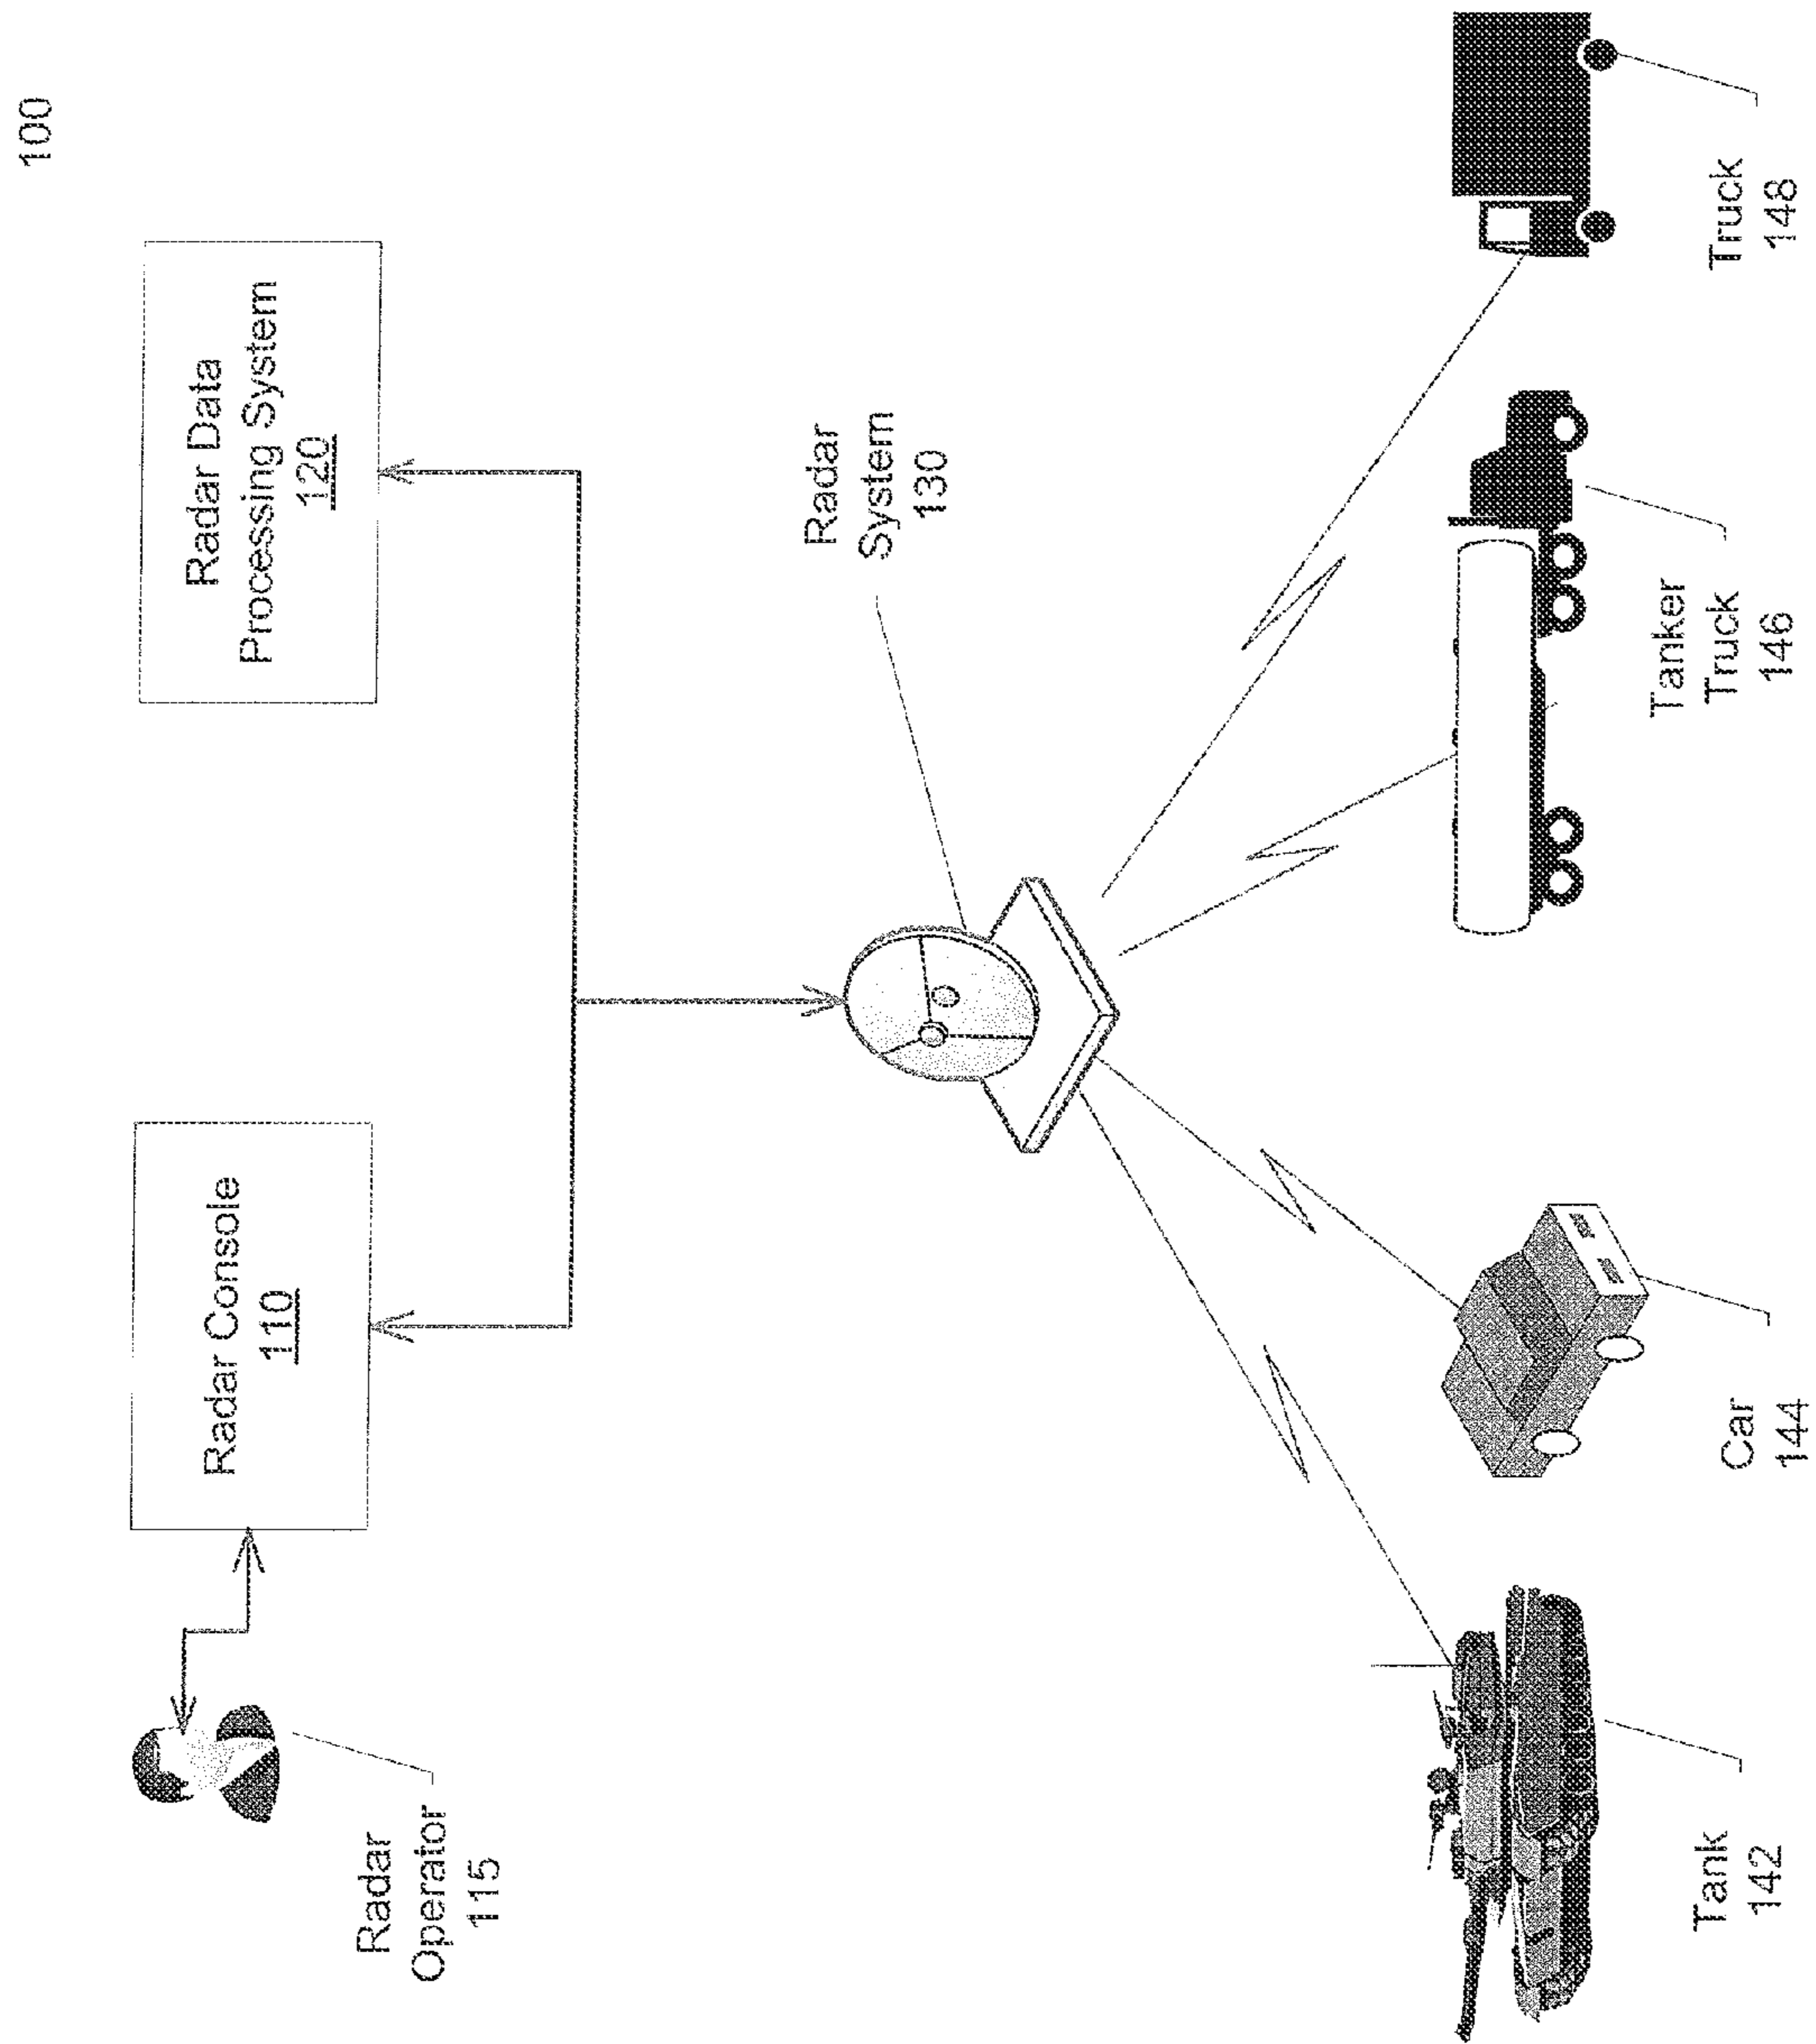 100
Radar
Operator
115
Radar Console
110
Radar Data
Processing System
120
Radar
System
130
Tank
142
Car
144
Tanker
Truck
146
Truck
148